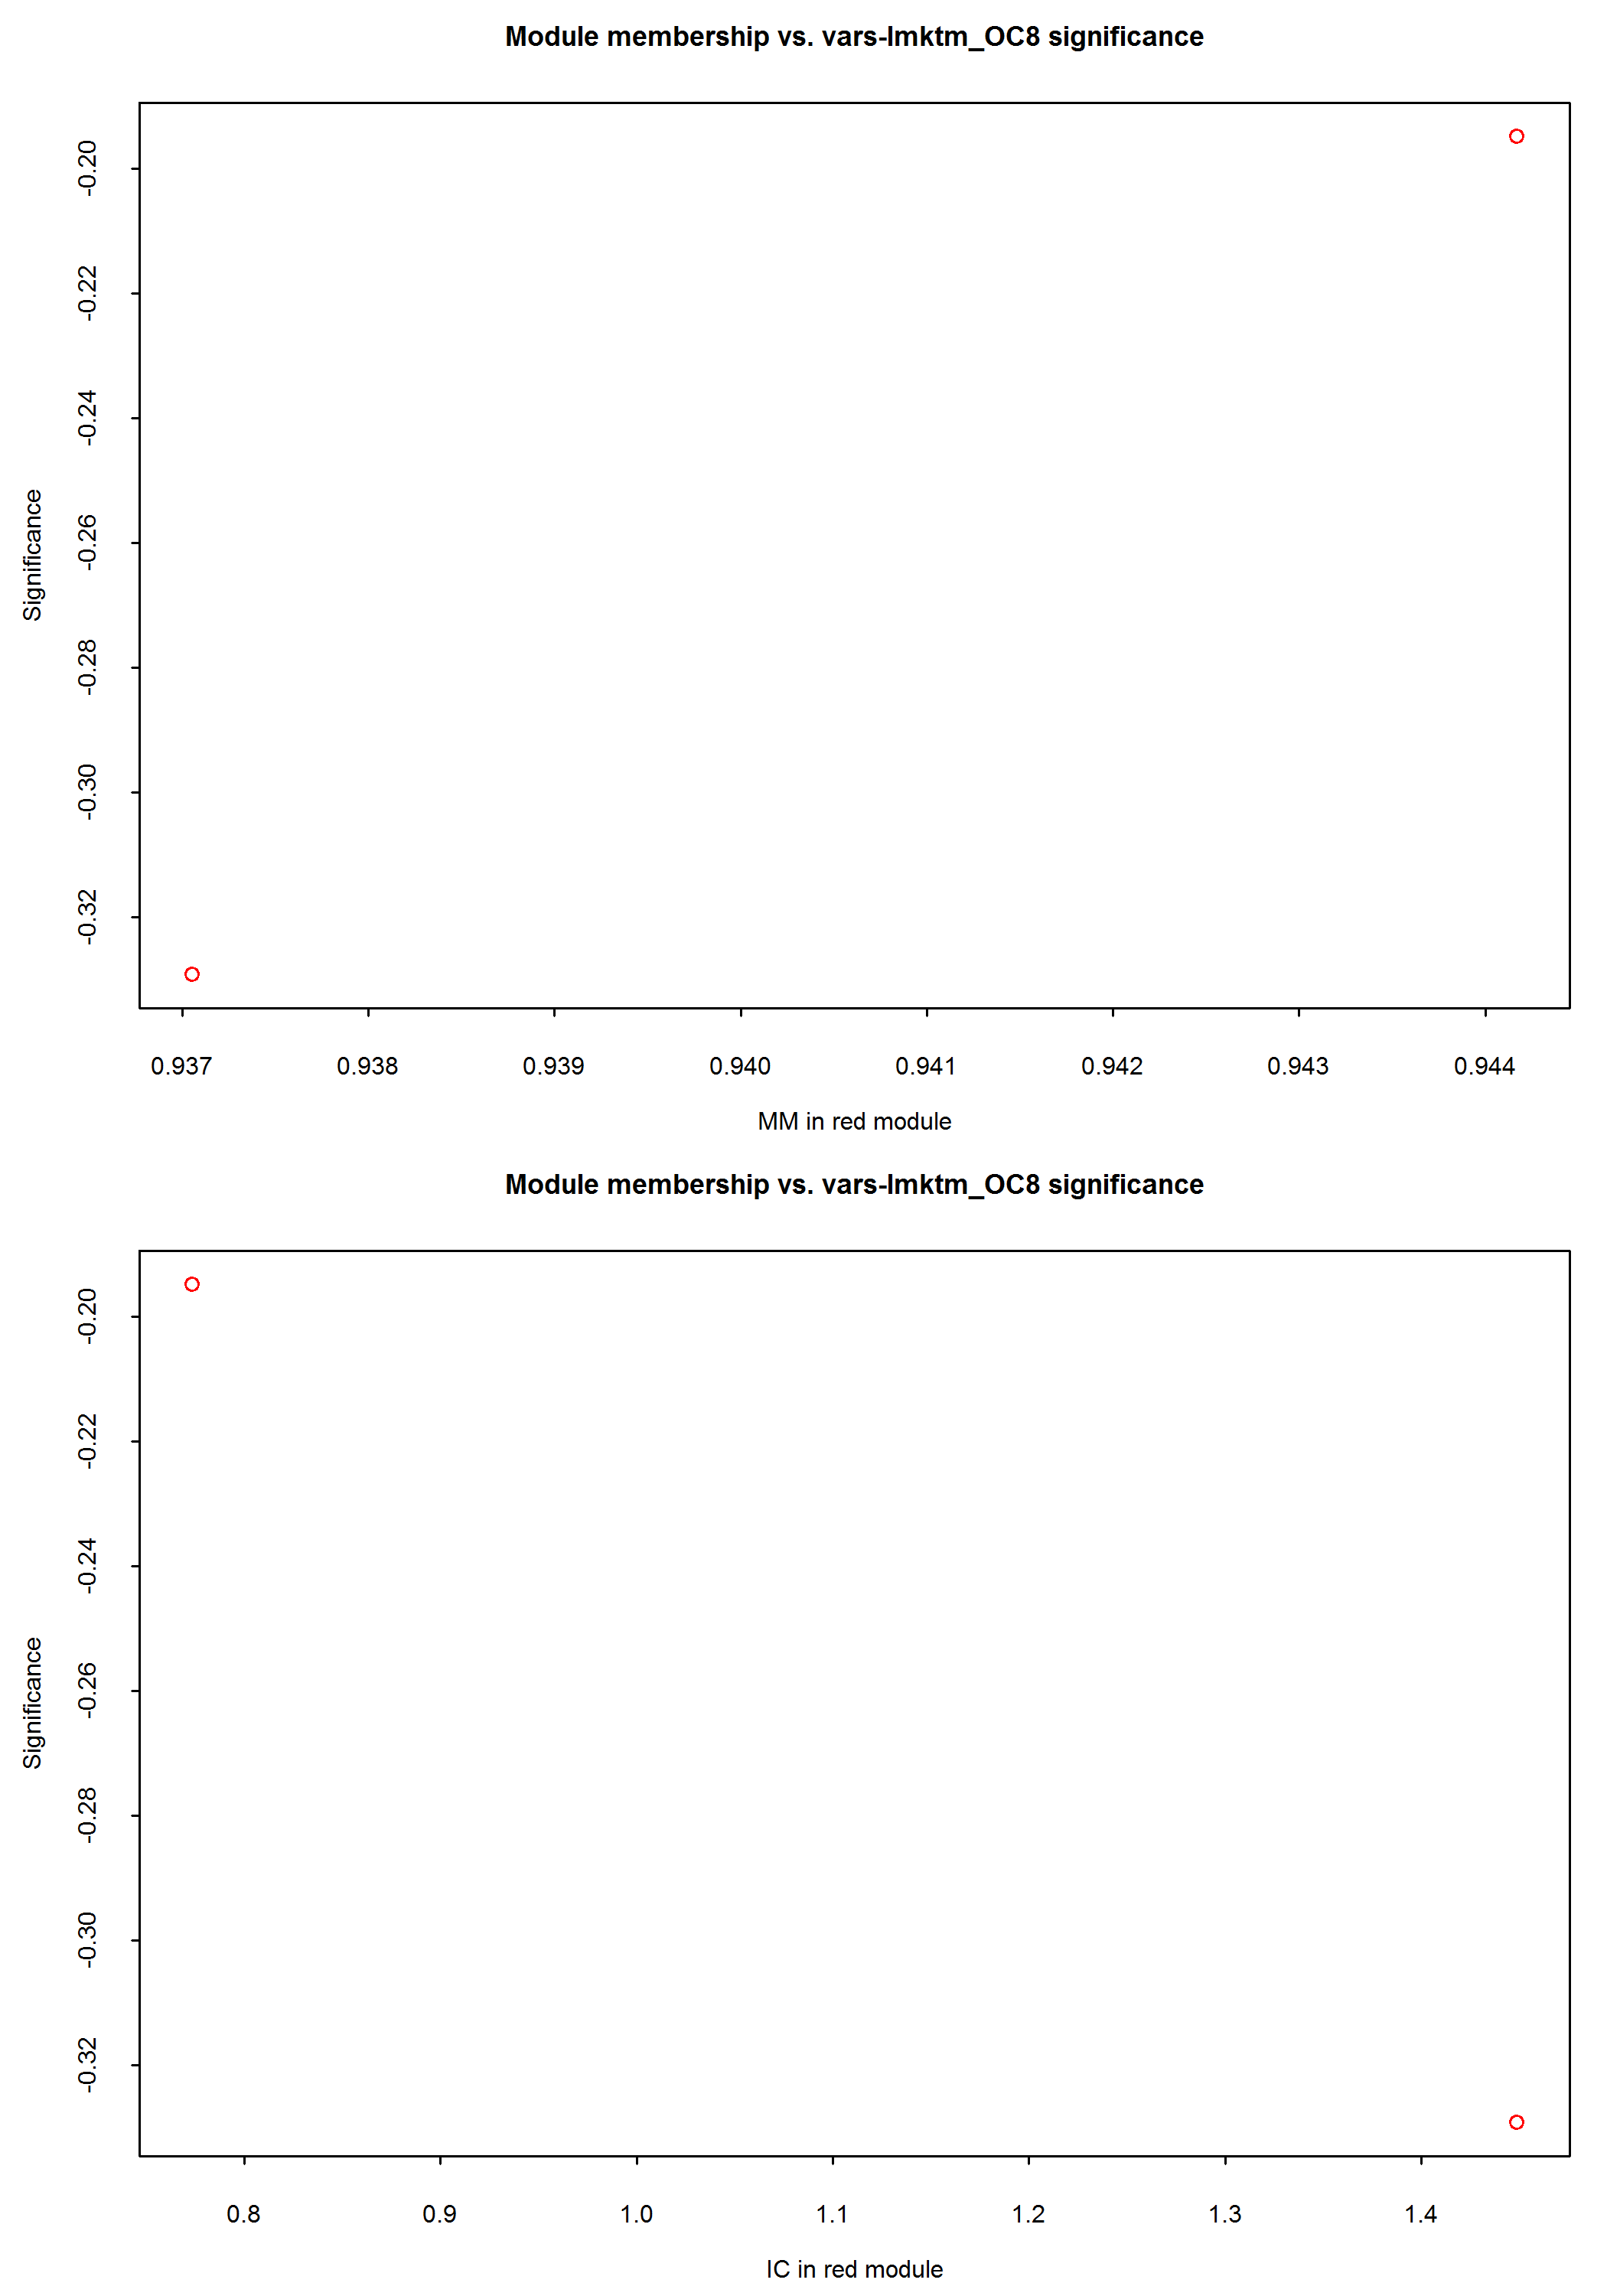 Module membership vs. vars-lmktm_OC8 significance
-0.20
-0.22
-0.24
-0.26
-0.28
-0.30
-0.32
Significance
0.937 0.938 0.939 0.940 0.941 0.942 0.943 0.944
MM in red module
Module membership vs. vars-lmktm_OC8 significance
-0.20
-0.22
-0.24
-0.26
-0.28
-0.30
-0.32
Significance
0.8 0.9 1.0 1.1 1.2 1.3 1.4
IC in red module